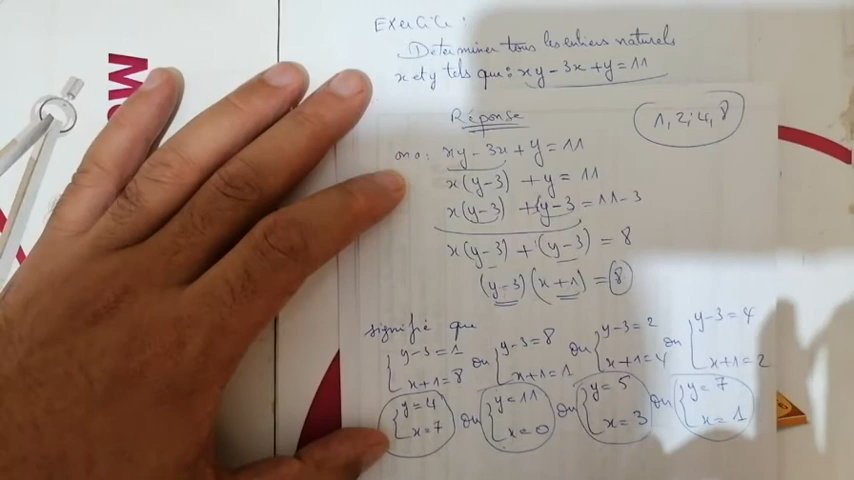 Exercice :
Déterminer tous les entiers naturels
x et y tels que : xy - 3x + y = 11
Réponse
1, 2, 4, 8
on a : xy - 3x + y = 11
x(y-3) + y = 11
x(y-3) + (y-3 = 11-3
x(y-3) + (y-3) = 8
(y-3)(x+1) = 8
signifie que
{ y-3=1 ou { y-3=8 ou { y-3=2 ou { y-3=4
x+1=8 x+1=1 x+1=4 x+1=2
{ y=4 ou { y=11 ou { y=5 ou { y=7
x=7 x=0 x=3 x=1